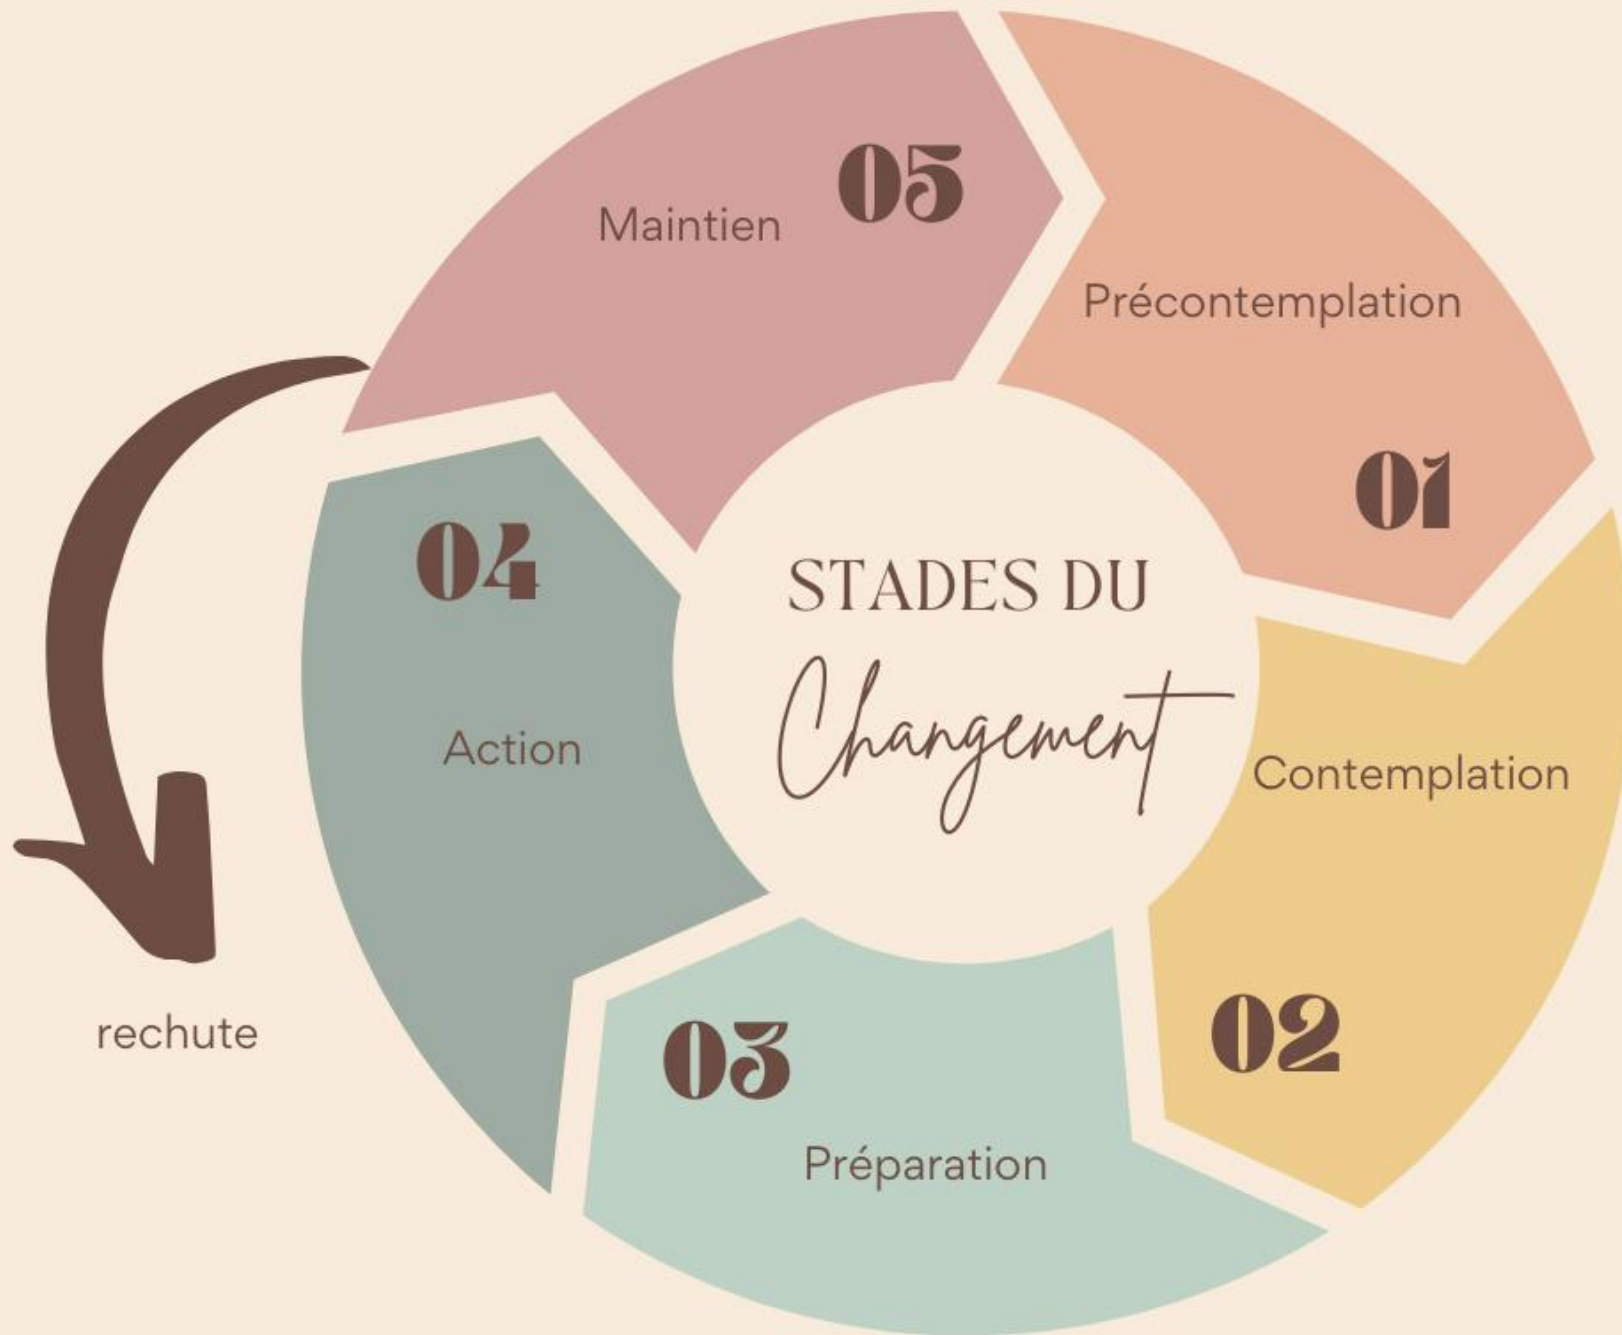 STADES DU
Changement
01
Précontemplation
02
Contemplation
03
Préparation
04
Action
05
Maintien
rechute